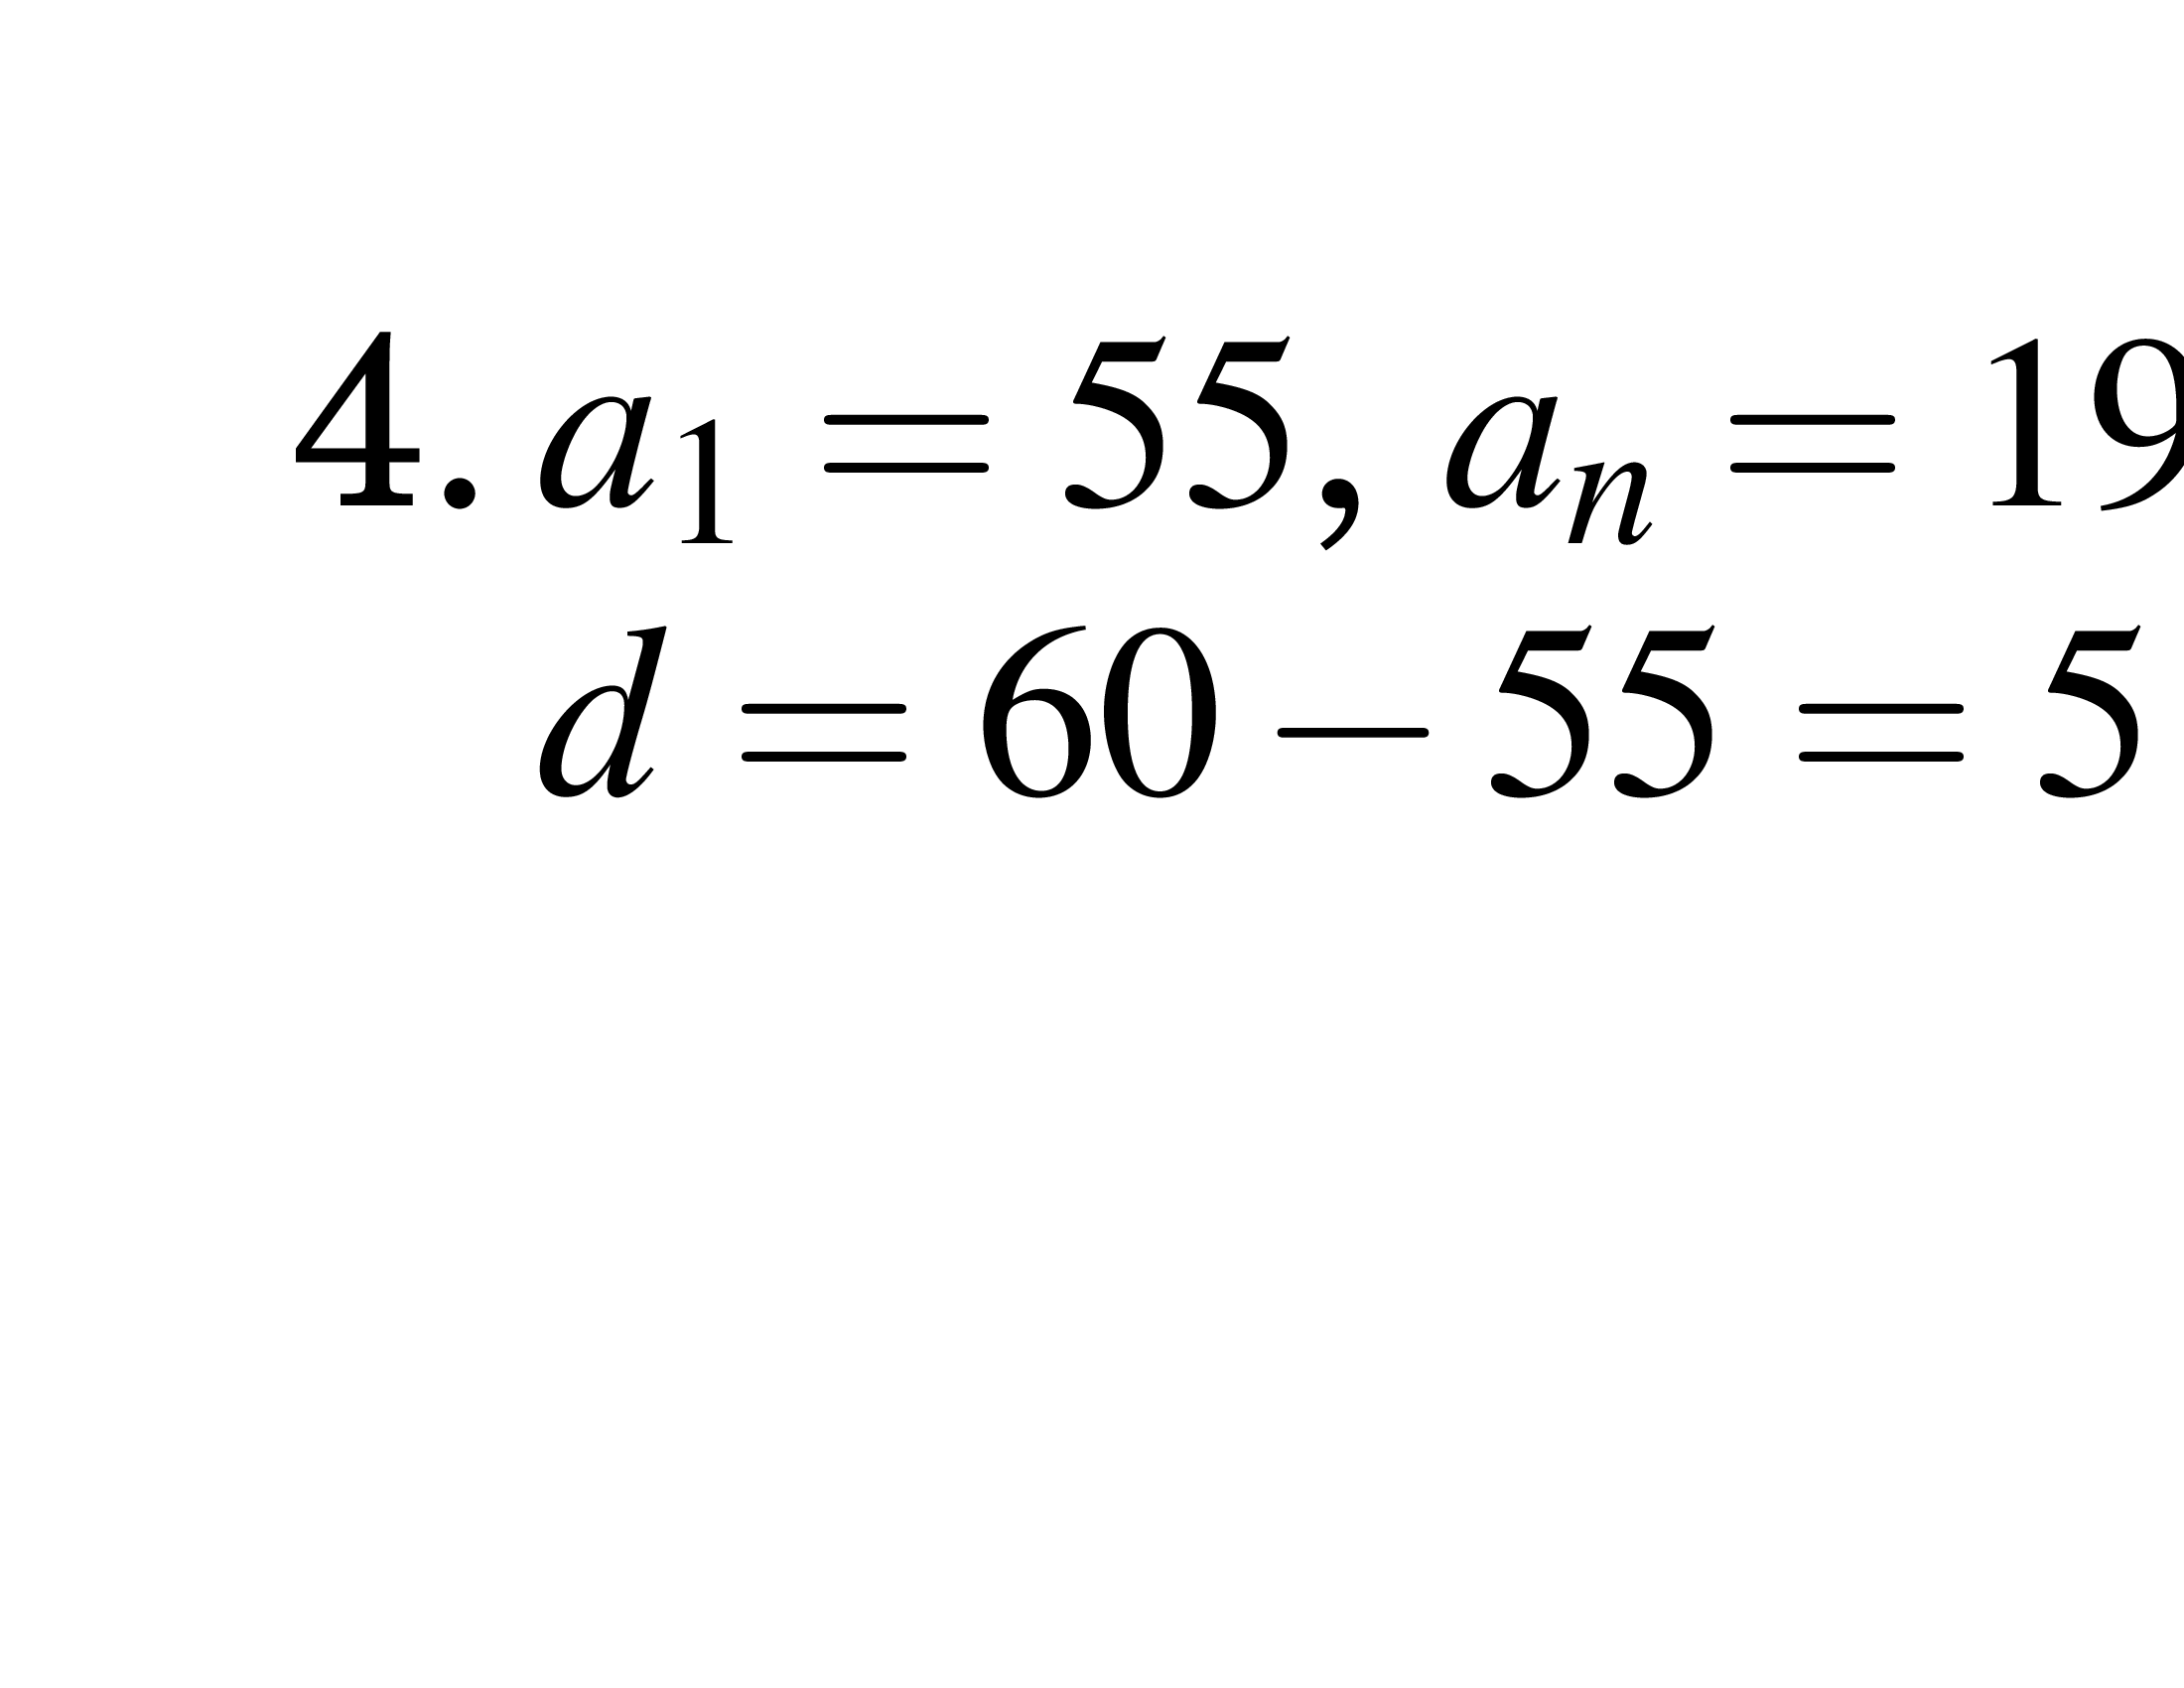 4. a₁ = 55, aₙ = 19
d = 60 − 55 = 5